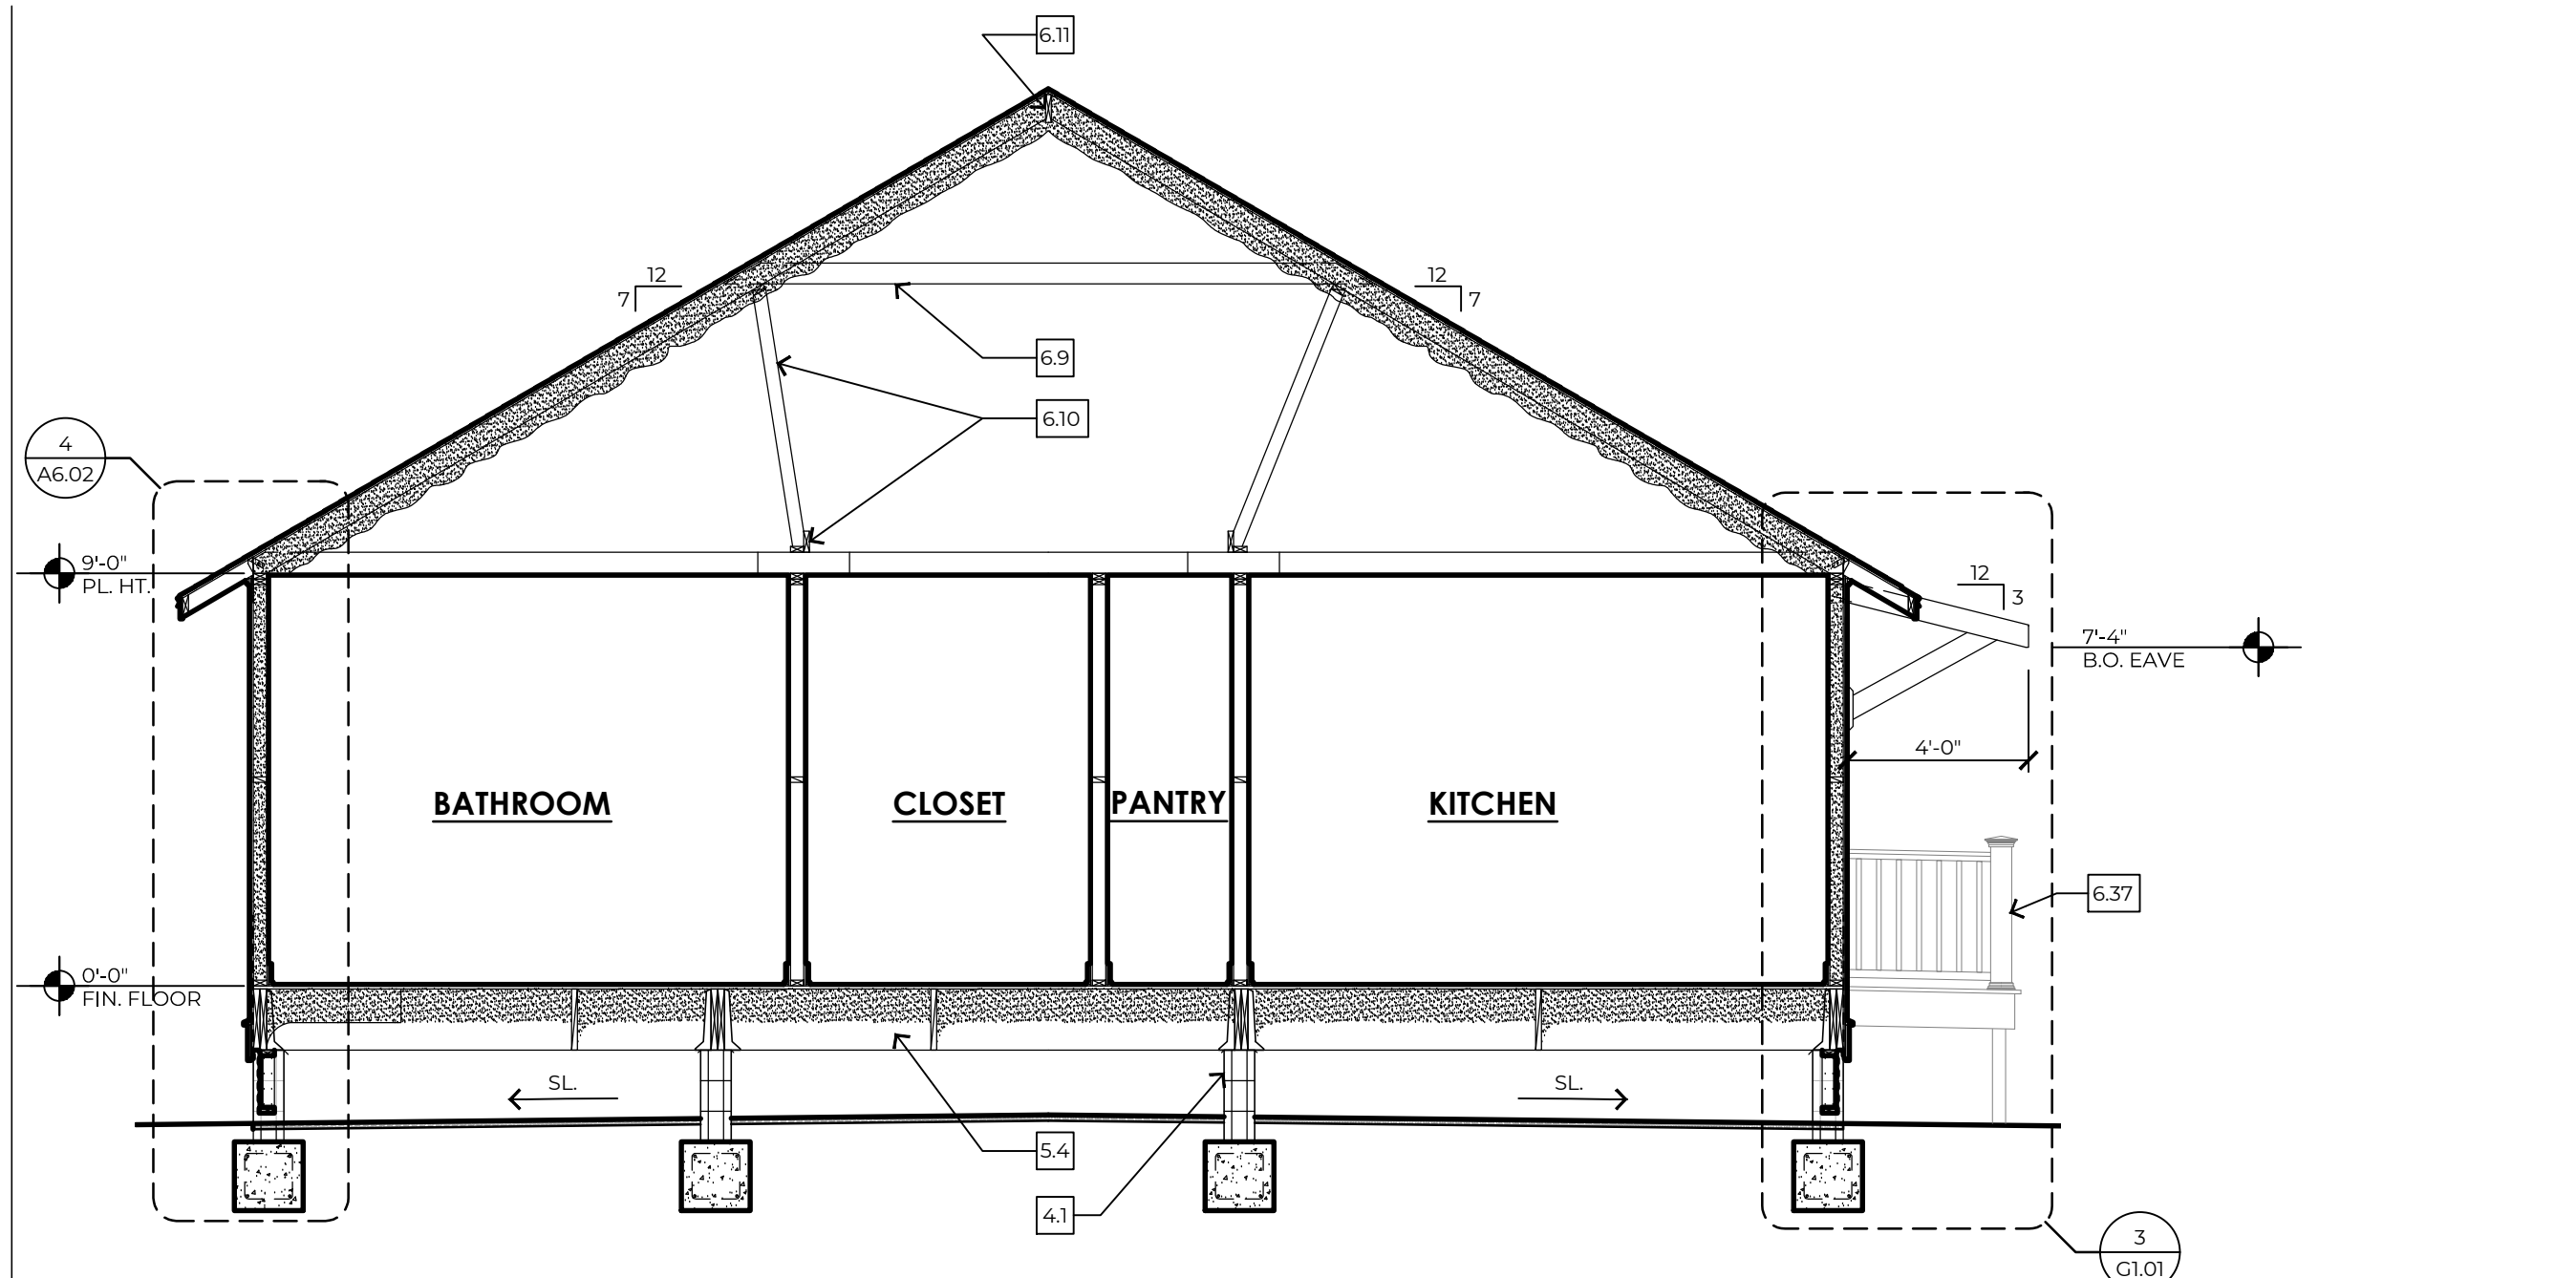 6.11
12
7
12
7
6.9
6.10
4
A6.02
9'-0"
PL. HT.
12
3
7'-4"
B.O. EAVE
4'-0"
BATHROOM
CLOSET
PANTRY
KITCHEN
6.37
0'-0"
FIN. FLOOR
SL.
SL.
5.4
4.1
3
G1.01